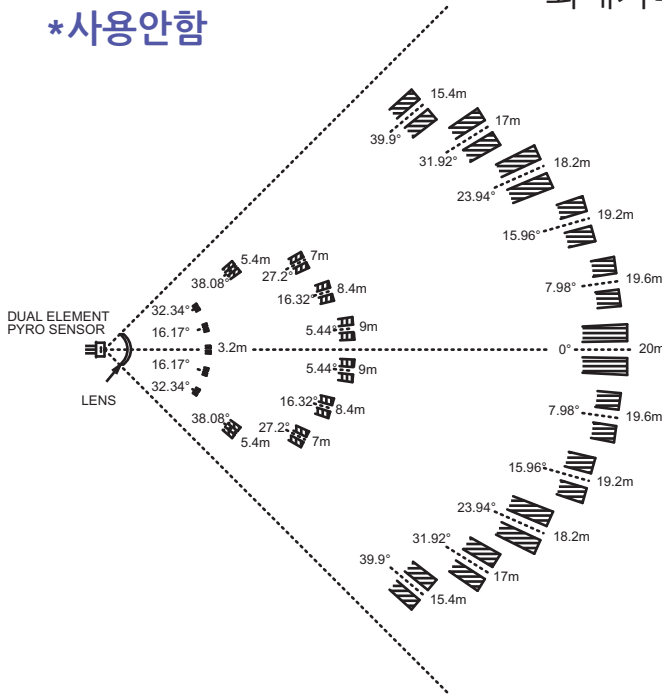 *사용안함
15.4m
39.9°
17m
31.92°
18.2m
23.94°
19.2m
15.96°
19.6m
7.98°
5.4m
38.08°
7m
27.2°
8.4m
16.32°
32.34°
16.17°
5.44° 9m
DUAL ELEMENT
PYRO SENSOR
3.2m
0° 20m
LENS
16.17°
32.34°
5.44° 9m
16.32°
8.4m
38.08°
5.4m
27.2°
7m
7.98°
19.6m
15.96°
19.2m
23.94°
18.2m
31.92°
17m
39.9°
15.4m